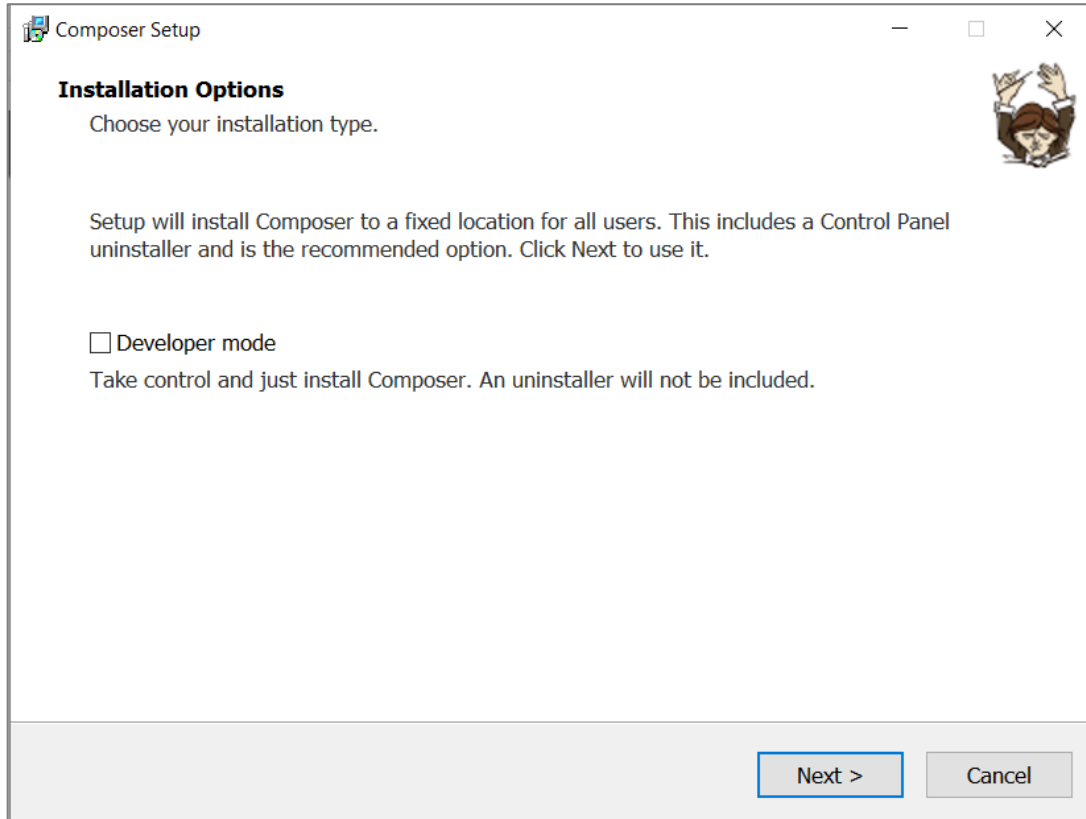 Composer Setup
Installation Options
Choose your installation type.
Setup will install Composer to a fixed location for all users. This includes a Control Panel
uninstaller and is the recommended option. Click Next to use it.
Developer mode
Take control and just install Composer. An uninstaller will not be included.
Next >
Cancel